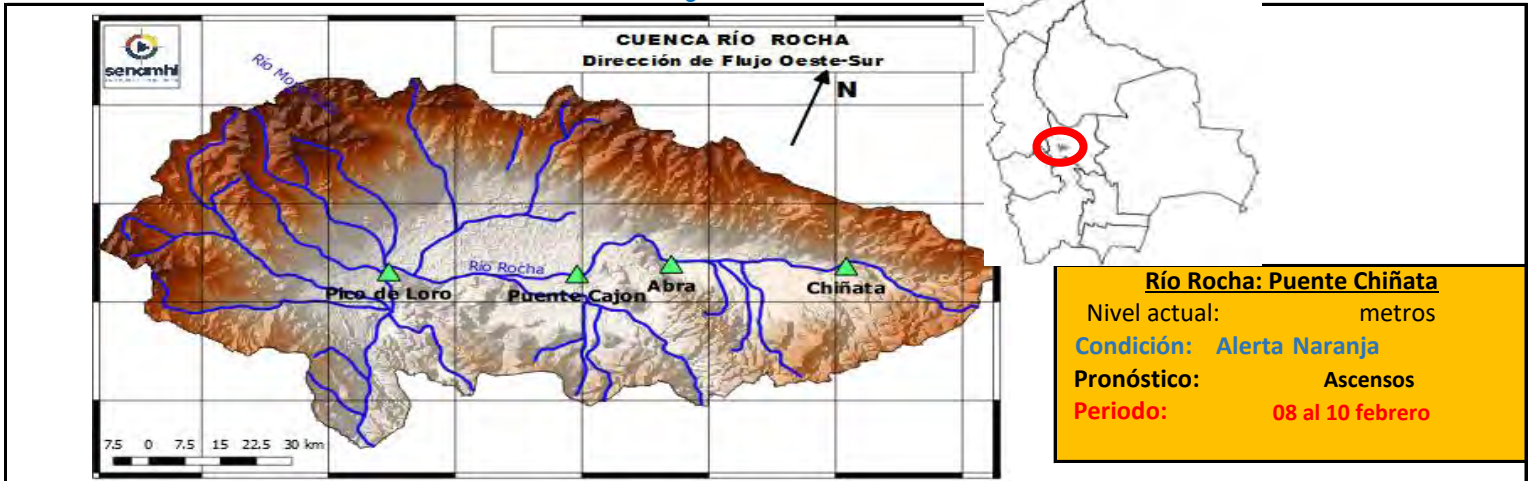 senamhi
CUENCA RÍO ROCHA
Dirección de Flujo Oeste-Sur
N
Río Rocha
Pico de Loro
Puente Cajon
Abra
Chiñata
7.5 0 7.5 15 22.5 30 km
Río Rocha: Puente Chiñata
Nivel actual: metros
Condición: Alerta Naranja
Pronóstico: Ascensos
Periodo: 08 al 10 febrero